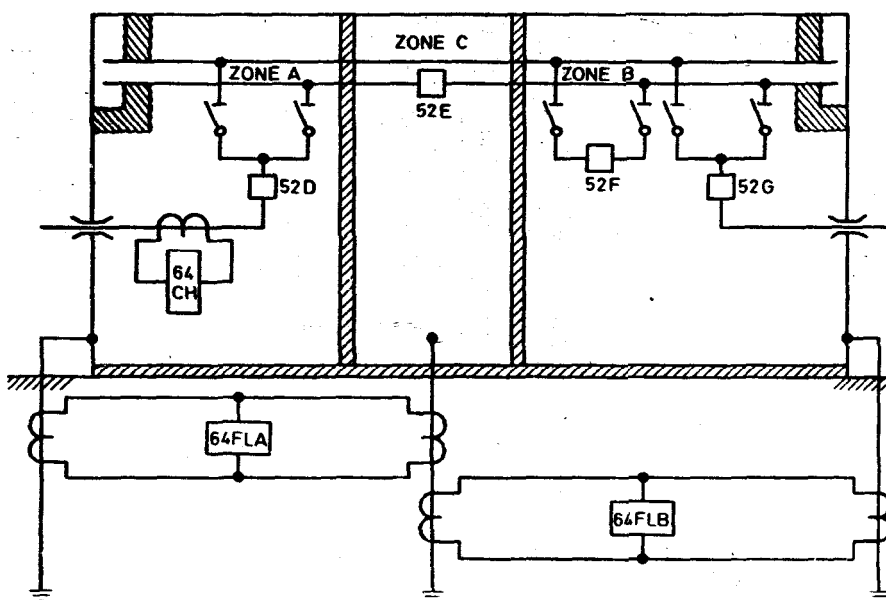 ZONE C
ZONE A
ZONE B
52E
52D
52F
52G
64
CH
64FLA
64FLB